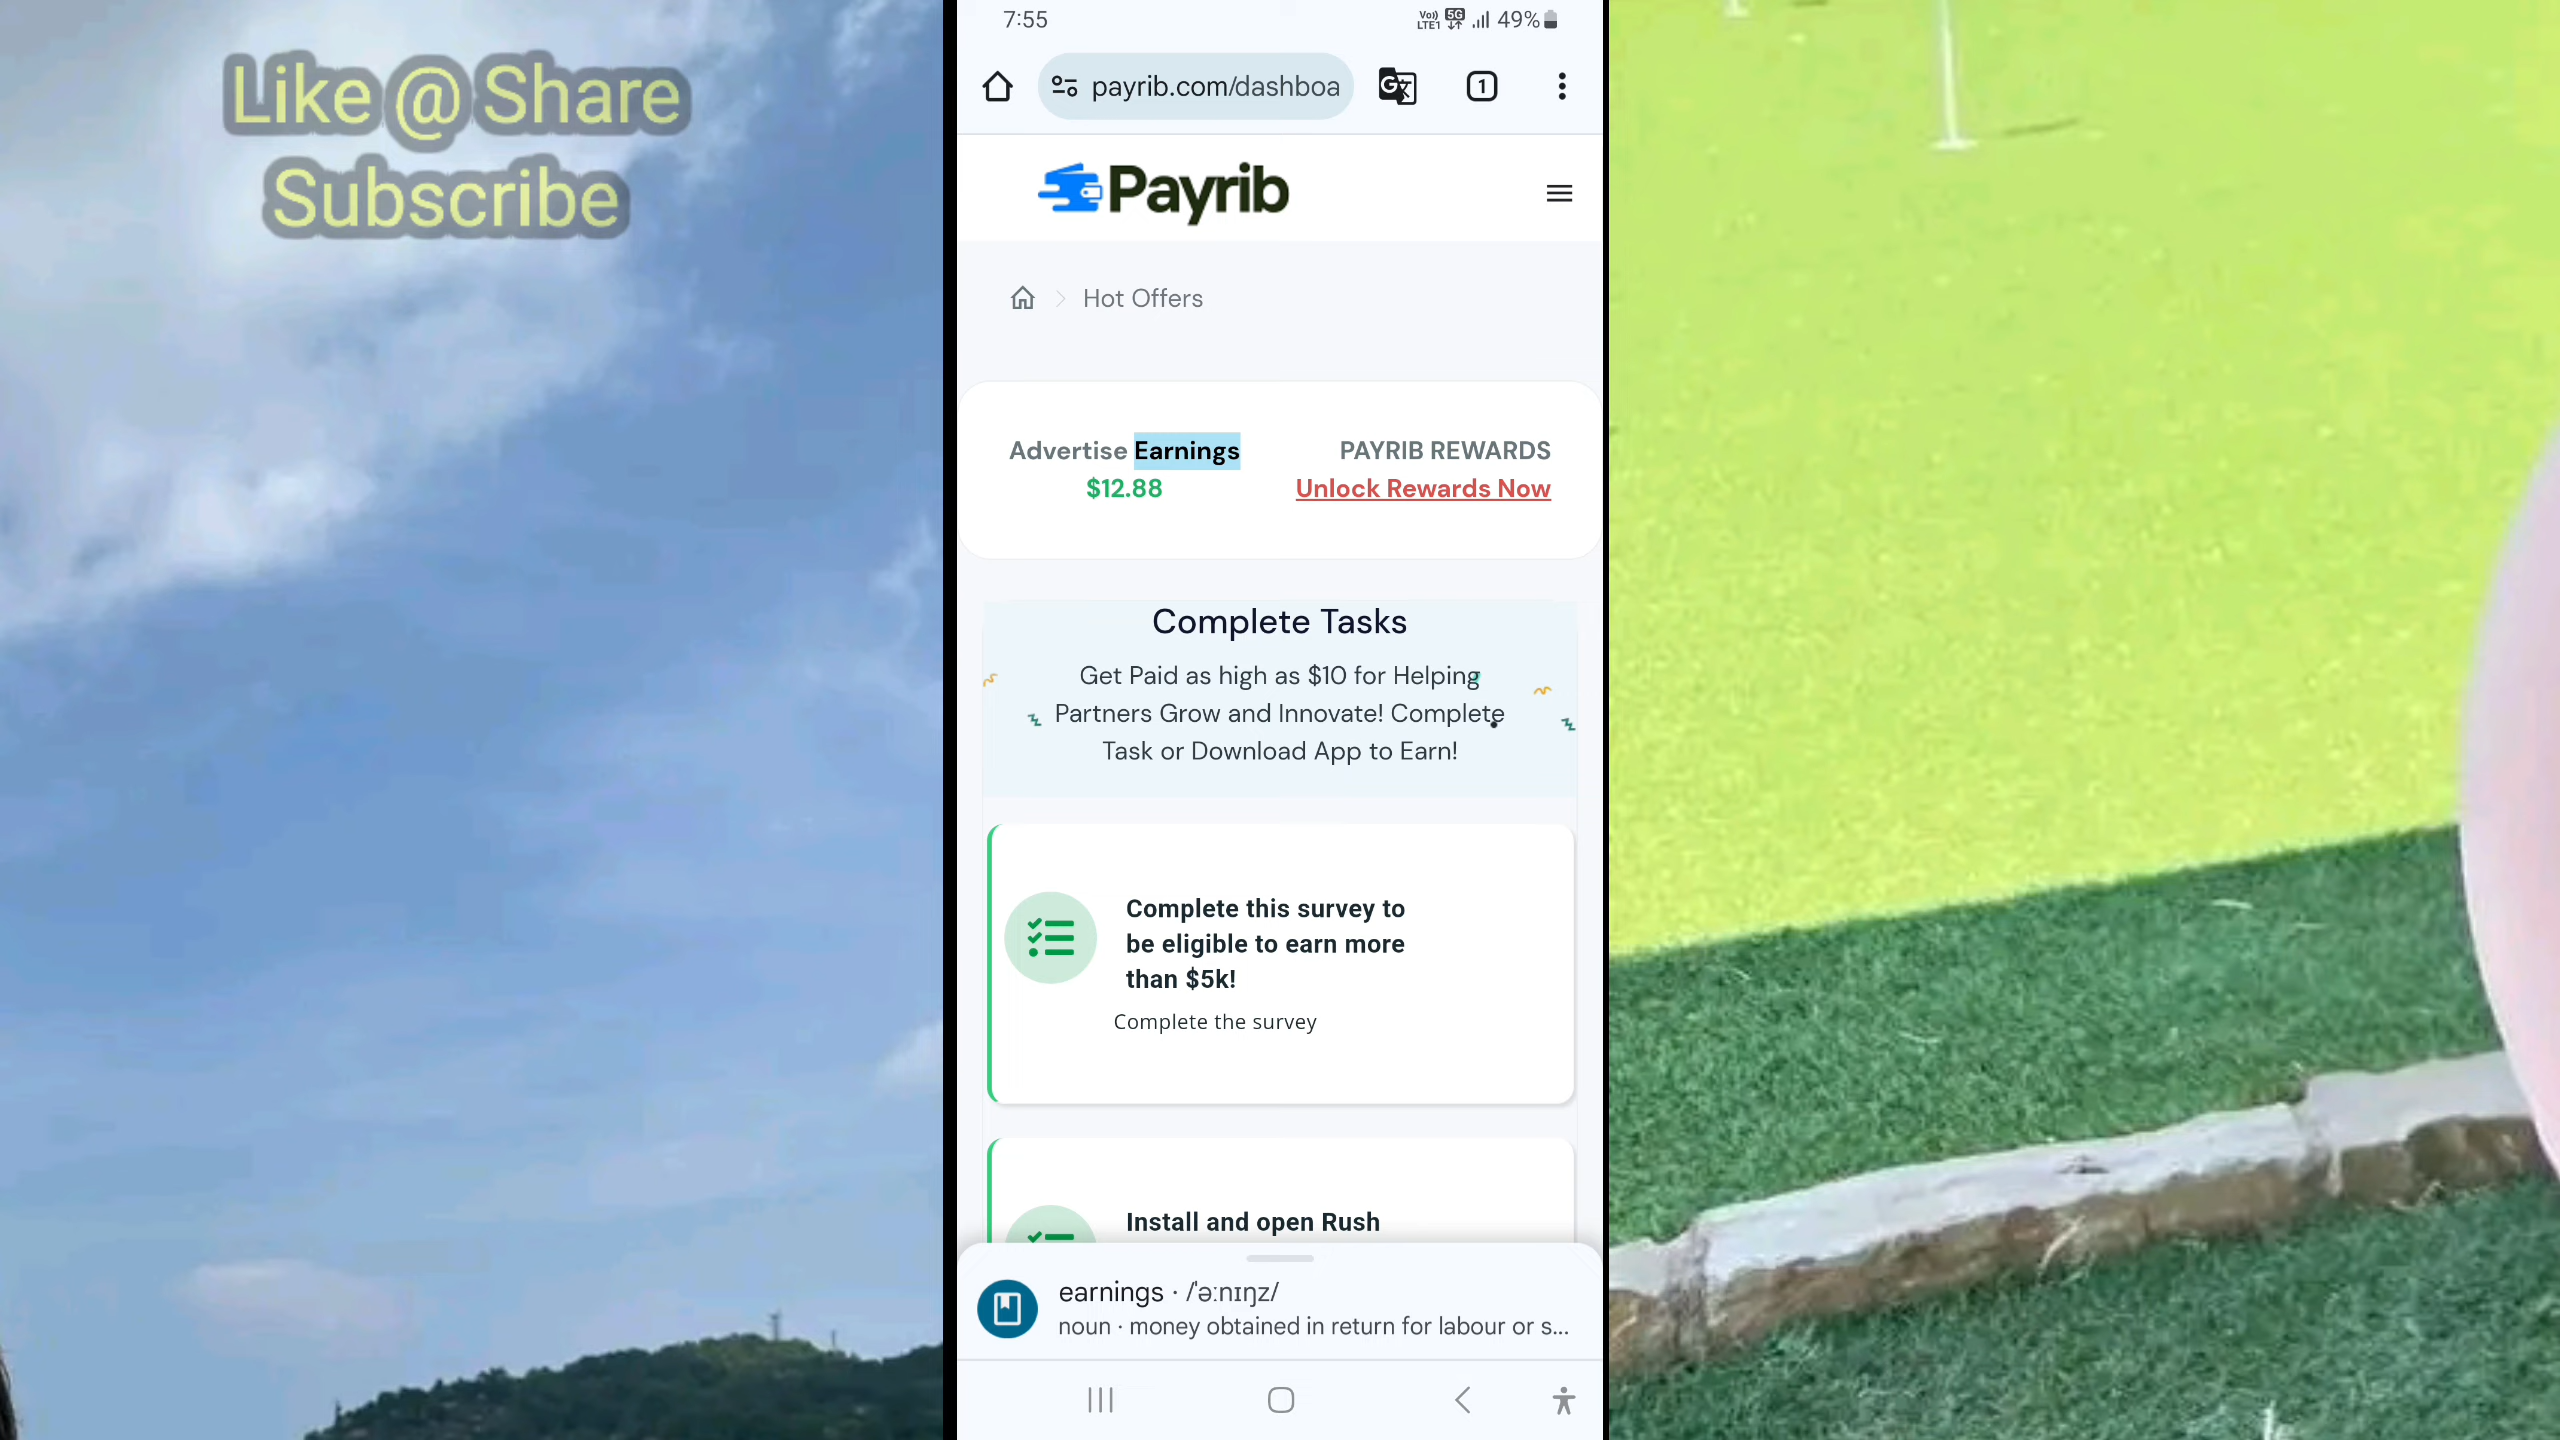 Like @ Share
Subscribe
7:55
Vo))
LTE1
5G
49%
payrib.com/dashboa
G
1
Payrib
Hot Offers
Advertise Earnings
$12.88
PAYRIB REWARDS
Unlock Rewards Now
Complete Tasks
Get Paid as high as $10 for Helping
Partners Grow and Innovate! Complete
Task or Download App to Earn!
Complete this survey to
be eligible to earn more
than $5k!
Complete the survey
Install and open Rush
earnings · /ˈəːnɪŋz/
noun · money obtained in return for labour or s...